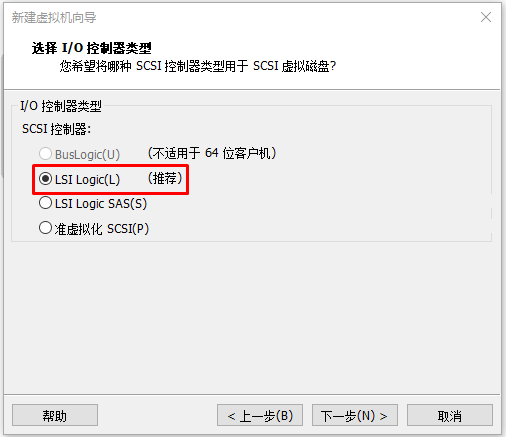 新建虚拟机向导
选择 I/O 控制器类型
您希望将哪种 SCSI 控制器类型用于 SCSI 虚拟磁盘?
I/O 控制器类型
SCSI 控制器:
BusLogic(U) (不适用于 64 位客户机)
LSI Logic(L) (推荐)
LSI Logic SAS(S)
准虚拟化 SCSI(P)
帮助 < 上一步(B) 下一步(N) > 取消